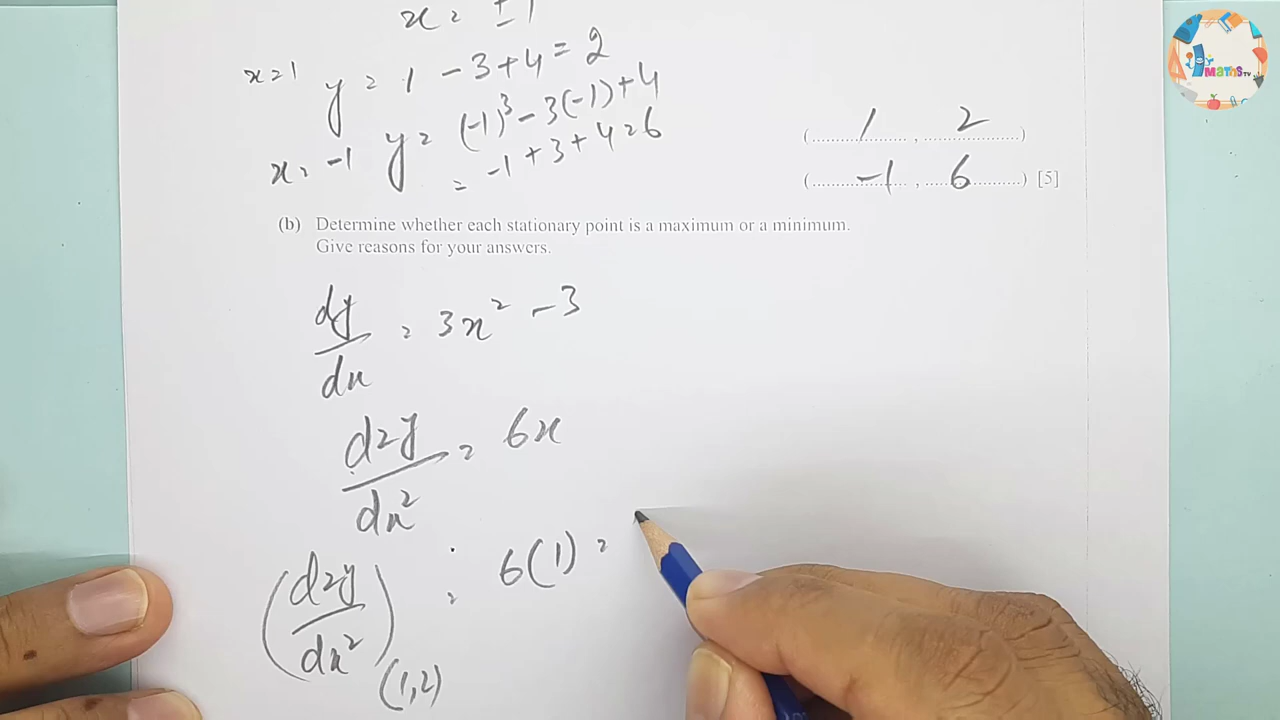 x = ±1
x=1 y = 1 - 3 + 4 = 2
x = -1 y = (-1)³ - 3(-1) + 4
= -1 + 3 + 4 = 6
(1, 2)
(-1, 6) [5]
(b) Determine whether each stationary point is a maximum or a minimum.
Give reasons for your answers.
dy/dx = 3x² - 3
d2y/dx² = 6x
(d2y/dx²)(1,2) = 6(1) =
MATHS TV